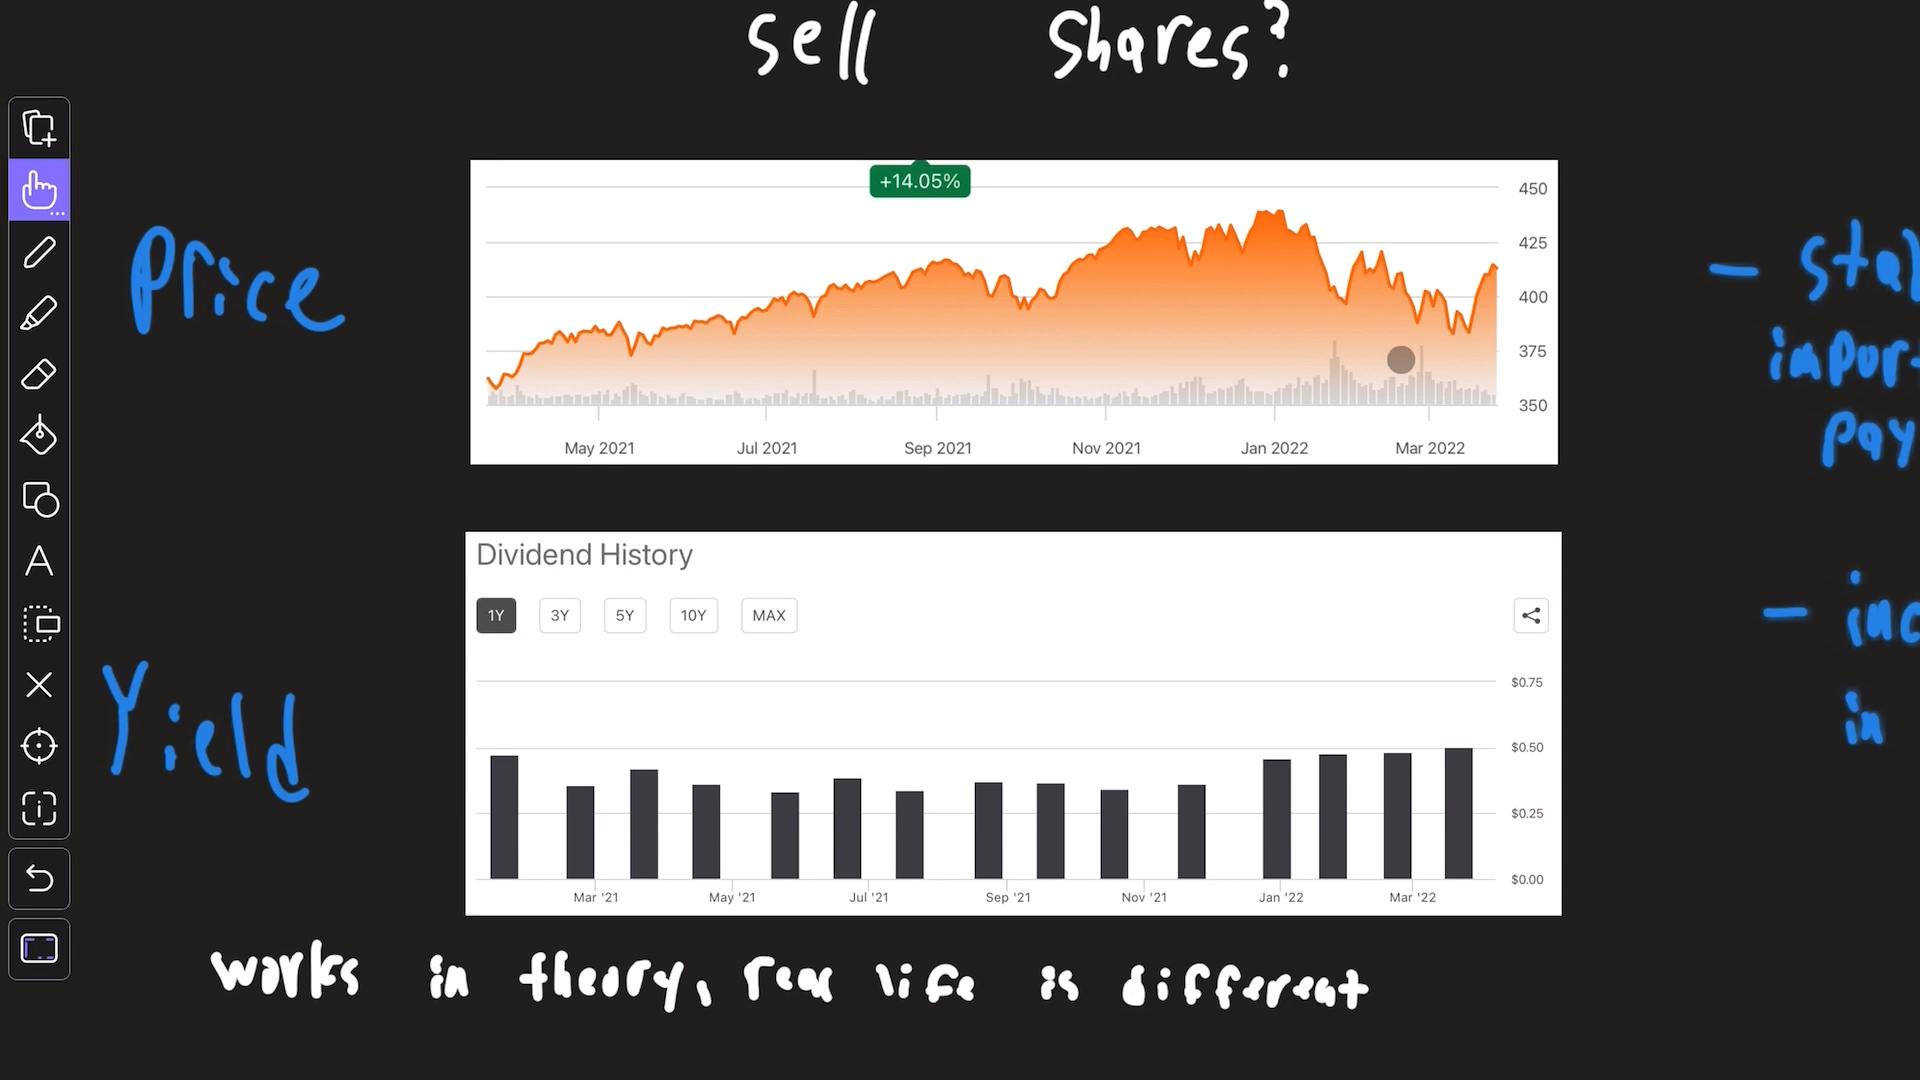 sell shares?
+14.05%
450
425
400
375
350
May 2021 Jul 2021 Sep 2021 Nov 2021 Jan 2022 Mar 2022
Price
Dividend History
1Y 3Y 5Y 10Y MAX
$0.75
$0.50
$0.25
$0.00
Mar '21 May '21 Jul '21 Sep '21 Nov '21 Jan '22 Mar '22
Yield
works in theory, real life is different
pay
in